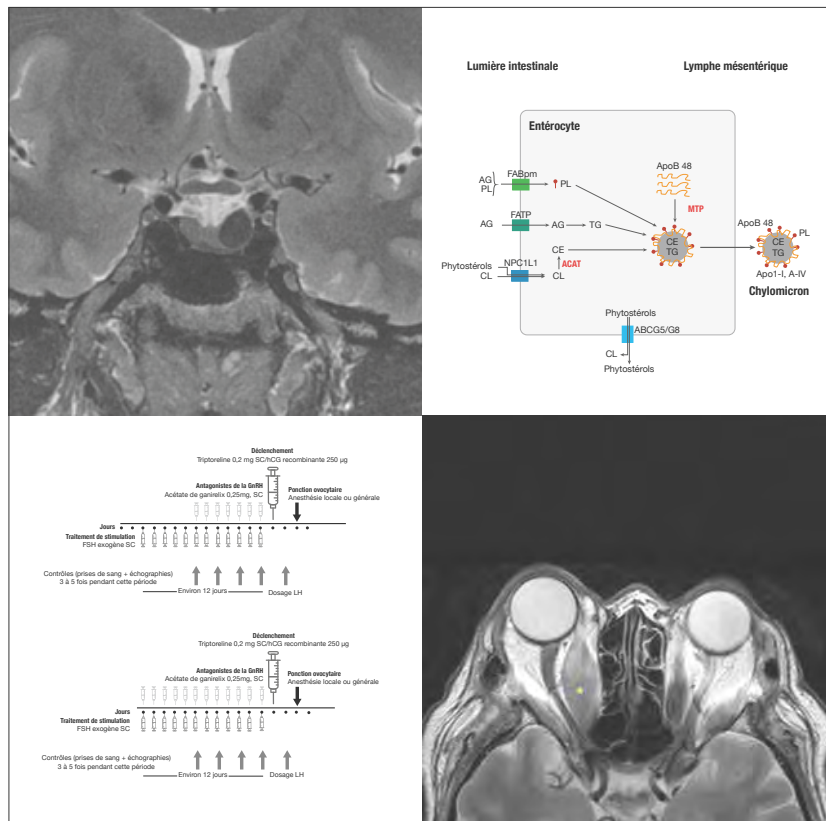 Lumière intestinale
Lymphe mésentérique
Entérocyte
ApoB 48
FABpm
AG
PL
PL
MTP
FATP
AG
AG
TG
ApoB 48
PL
CE
TG
CE
TG
CE
NPC1L1
ACAT
Phytostérols
CL
CL
Apo1-I, A-IV
Chylomicron
Phytostérols
ABCG5/G8
CL
Phytostérols
Déclenchement
Triptoreline 0,2 mg SC/hCG recombinante 250 µg
Antagonistes de la GnRH
Acétate de ganirelix 0,25mg, SC
Ponction ovocytaire
Anesthésie locale ou générale
Jours
Traitement de stimulation
FSH exogène SC
Contrôles (prises de sang + échographies)
3 à 5 fois pendant cette période
Environ 12 jours
Dosage LH
Déclenchement
Triptoreline 0,2 mg SC/hCG recombinante 250 µg
Antagonistes de la GnRH
Acétate de ganirelix 0,25mg, SC
Ponction ovocytaire
Anesthésie locale ou générale
Jours
Traitement de stimulation
FSH exogène SC
Contrôles (prises de sang + échographies)
3 à 5 fois pendant cette période
Environ 12 jours
Dosage LH